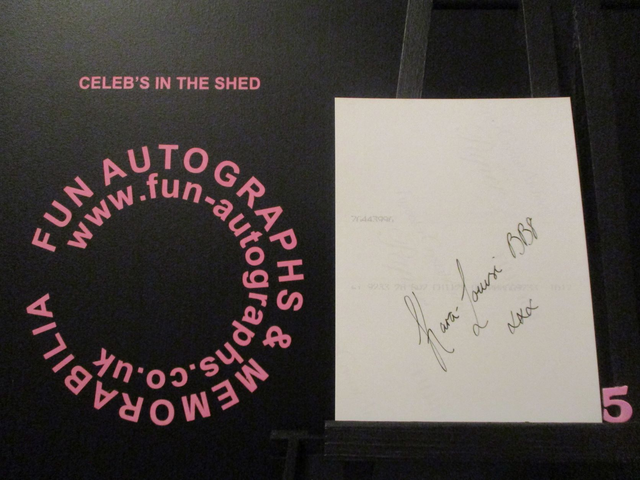 CELEB'S IN THE SHED
FUN AUTOGRAPHS & MEMORABILIA
www.fun-autographs.co.uk
Kara-Louise BB8
xxx
5